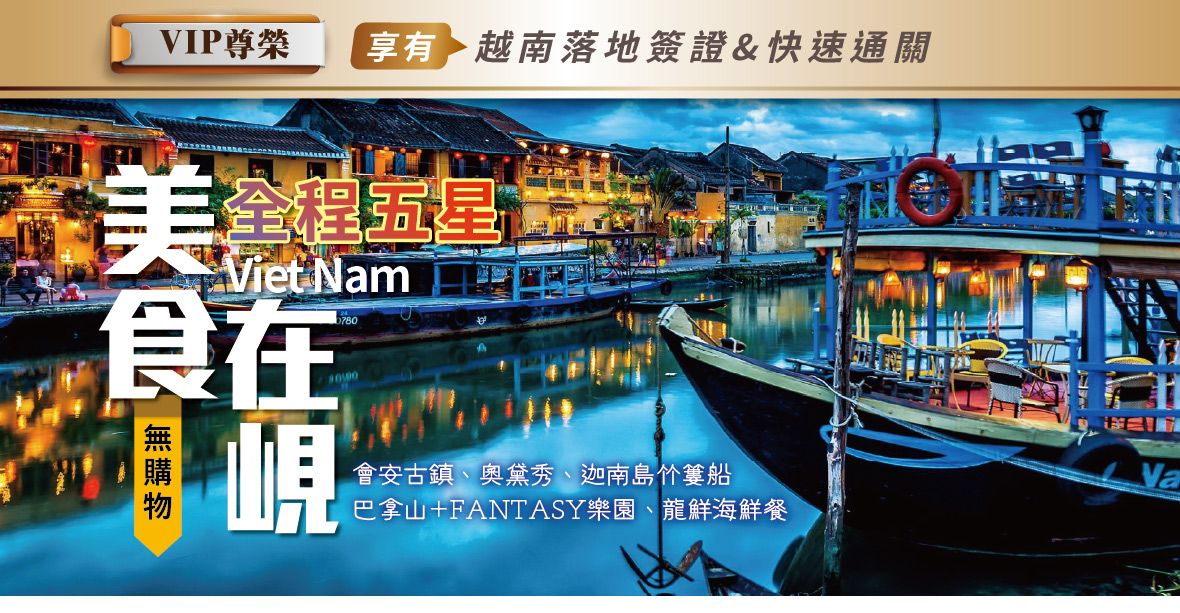 VIP尊榮
享有
越南落地簽證&快速通關
美食
全程五星
Viet Nam
在峴
無購物
會安古鎮、奧黛秀、迦南島竹簍船
巴拿山+FANTASY樂園、龍鮮海鮮餐
0780
Va